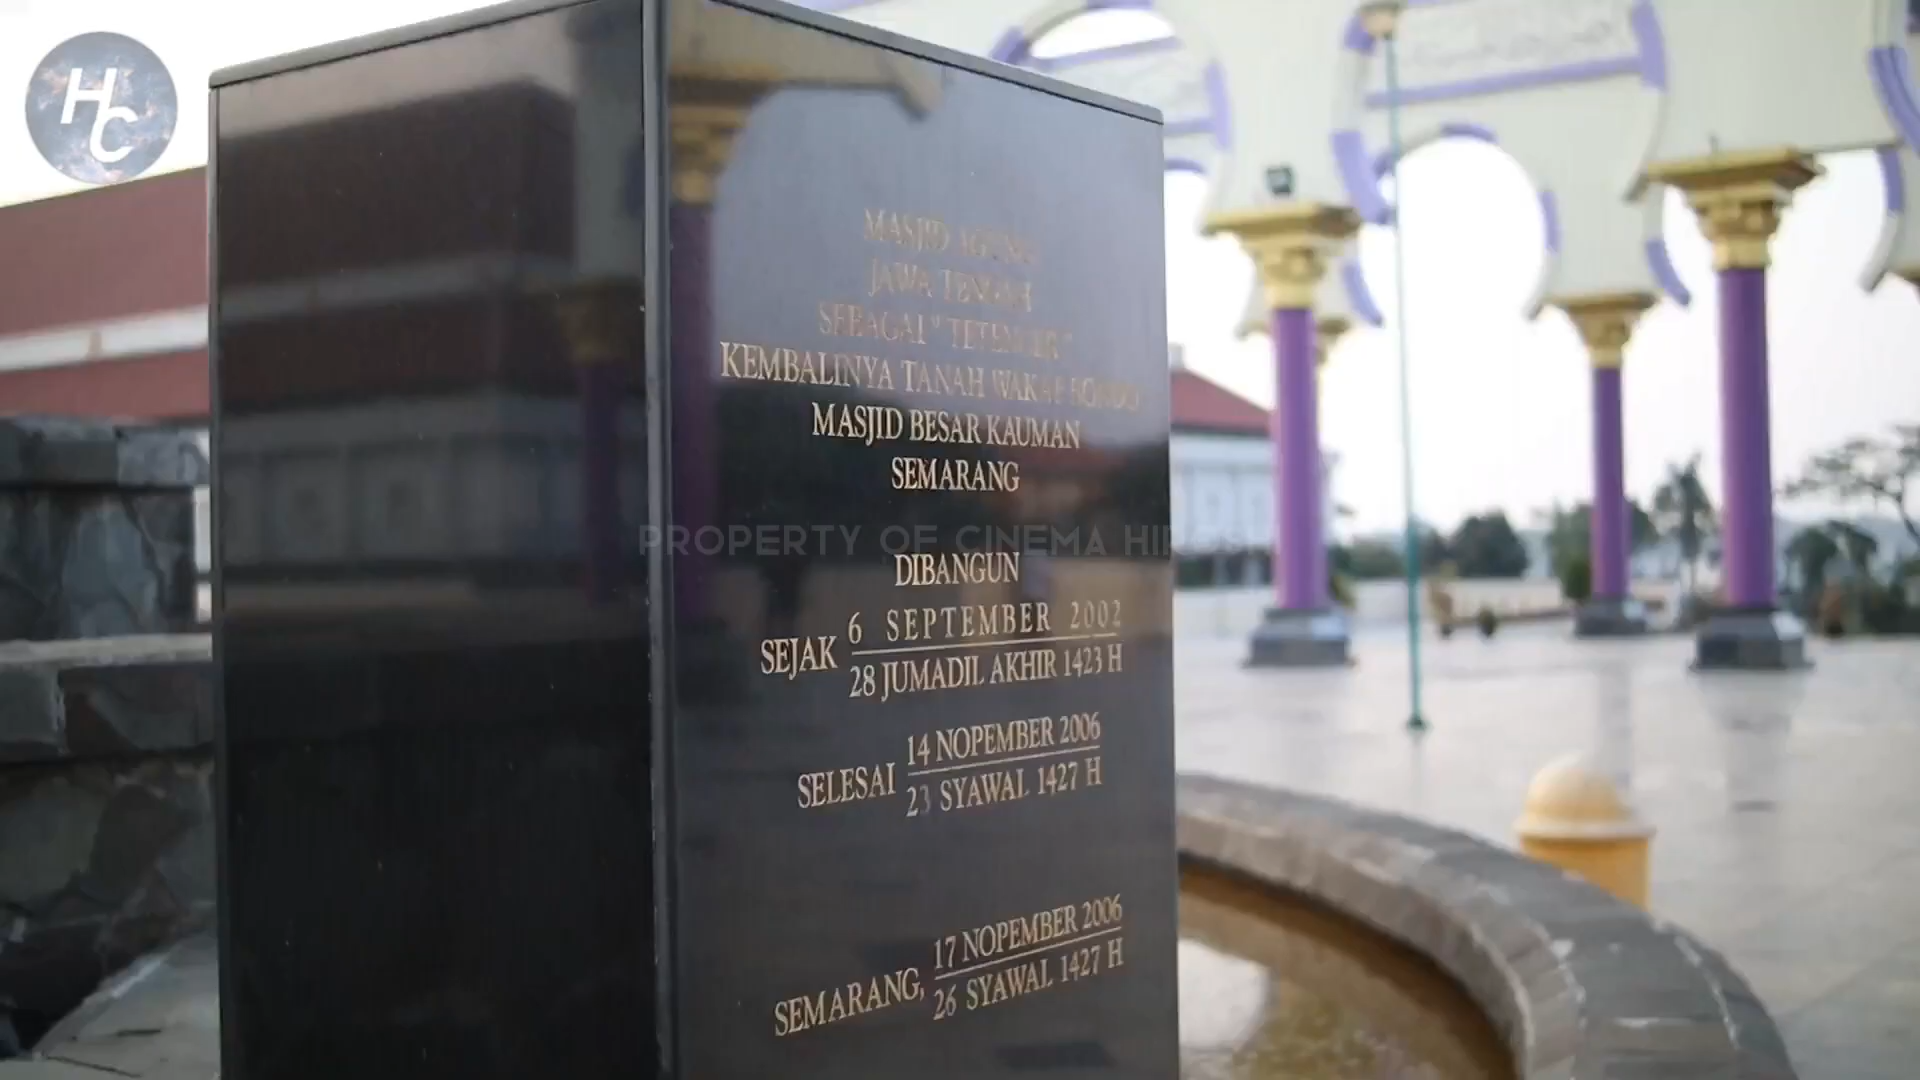 HC
MASJID AGUNG
JAWA TENGAH
SEBAGAI " TETENGER"
KEMBALINYA TANAH WAKAF BONDO
MASJID BESAR KAUMAN
SEMARANG
PROPERTY OF CINEMA
DIBANGUN
SEJAK 6 SEPTEMBER 2002
28 JUMADIL AKHIR 1423 H
SELESAI 14 NOPEMBER 2006
23 SYAWAL 1427 H
SEMARANG, 17 NOPEMBER 2006
26 SYAWAL 1427 H